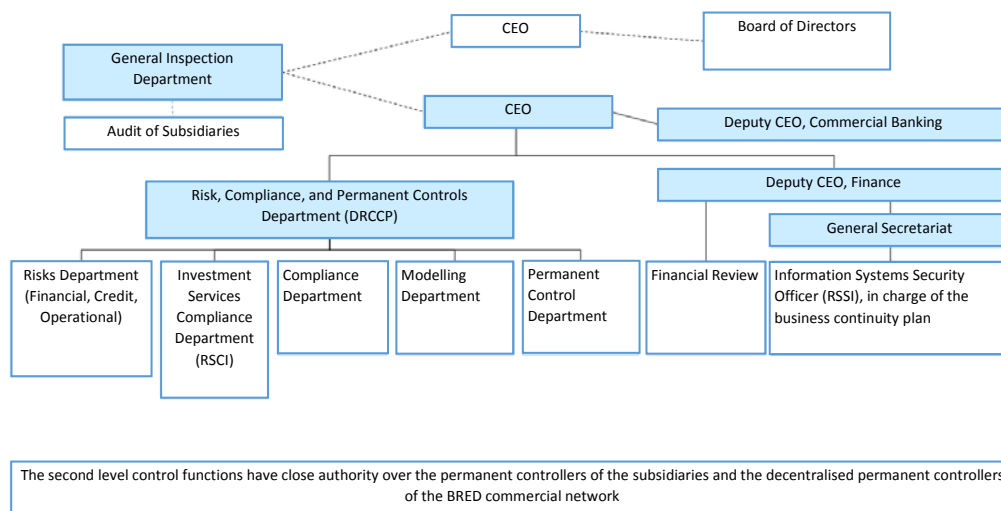 CEO
Board of Directors
General Inspection
Department
CEO
Audit of Subsidiaries
Deputy CEO, Commercial Banking
Risk, Compliance, and Permanent Controls
Department (DRCCP)
Deputy CEO, Finance
General Secretariat
Risks Department
(Financial, Credit,
Operational)
Investment
Services
Compliance
Department
(RSCI)
Compliance
Department
Modelling
Department
Permanent
Control
Department
Financial Review
Information Systems Security
Officer (RSSI), in charge of the
business continuity plan
The second level control functions have close authority over the permanent controllers of the subsidiaries and the decentralised permanent controllers
of the BRED commercial network